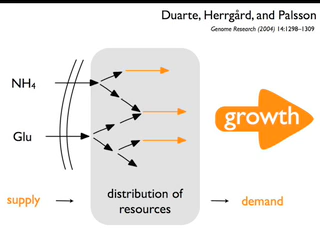 Duarte, Herrgård, and Palsson
Genome Research (2004) 14:1298–1309
NH4
Glu
growth
supply
distribution of
resources
demand